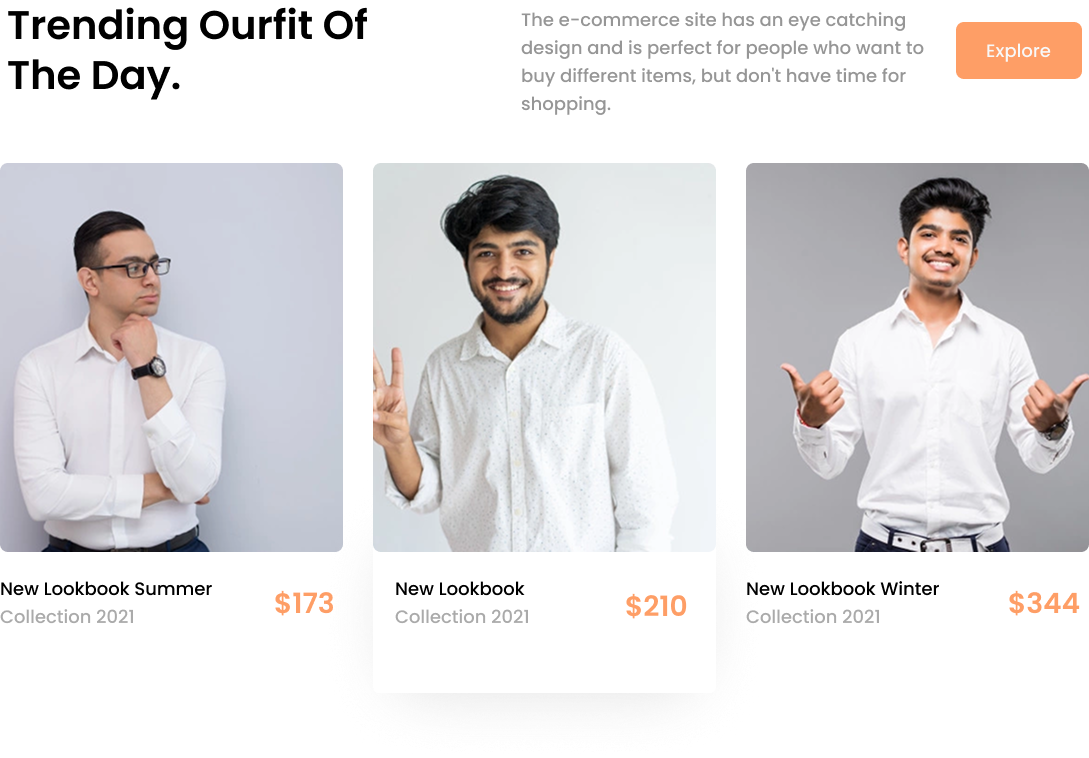 Trending Ourfit Of
The Day.
The e-commerce site has an eye catching
design and is perfect for people who want to
buy different items, but don't have time for
shopping.
Explore
New Lookbook Summer
Collection 2021
$173
New Lookbook
Collection 2021
$210
New Lookbook Winter
Collection 2021
$344